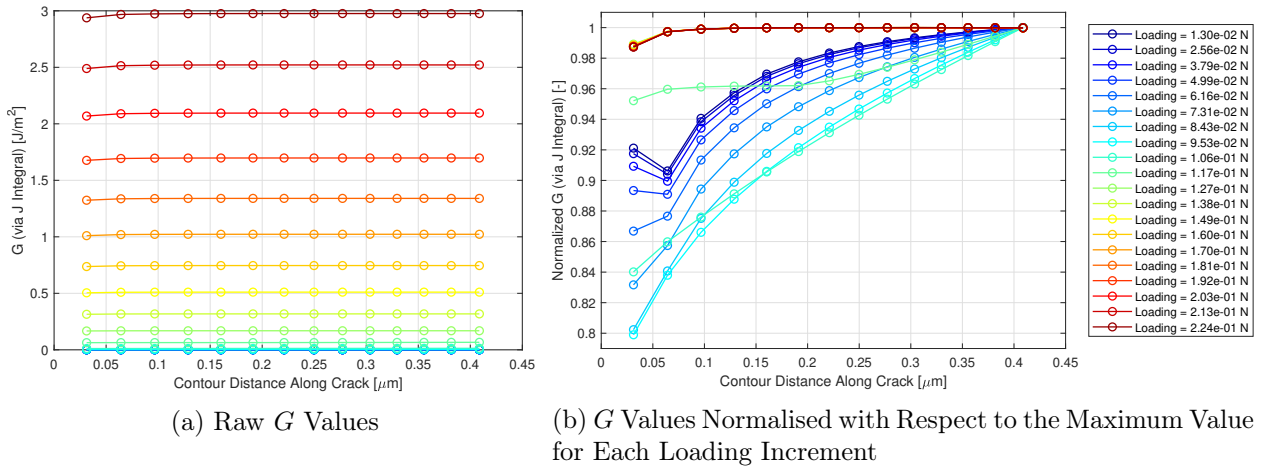 3
2.5
2
1.5
1
0.5
0
G (via J Integral) [J/m²]
0 0.05 0.1 0.15 0.2 0.25 0.3 0.35 0.4 0.45
Contour Distance Along Crack [μm]
(a) Raw G Values
1
0.98
0.96
0.94
0.92
0.9
0.88
0.86
0.84
0.82
0.8
Normalized G (via J Integral) [-]
0 0.05 0.1 0.15 0.2 0.25 0.3 0.35 0.4 0.45
Contour Distance Along Crack [μm]
(b) G Values Normalised with Respect to the Maximum Value
for Each Loading Increment
Loading = 1.30e-02 N
Loading = 2.56e-02 N
Loading = 3.79e-02 N
Loading = 4.99e-02 N
Loading = 6.16e-02 N
Loading = 7.31e-02 N
Loading = 8.43e-02 N
Loading = 9.53e-02 N
Loading = 1.06e-01 N
Loading = 1.17e-01 N
Loading = 1.27e-01 N
Loading = 1.38e-01 N
Loading = 1.49e-01 N
Loading = 1.60e-01 N
Loading = 1.70e-01 N
Loading = 1.81e-01 N
Loading = 1.92e-01 N
Loading = 2.03e-01 N
Loading = 2.13e-01 N
Loading = 2.24e-01 N